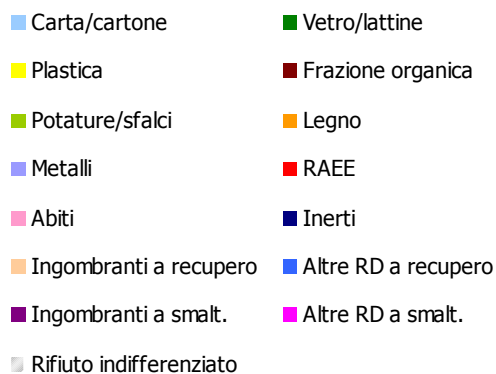 Carta/cartone
Vetro/lattine
Plastica
Frazione organica
Potature/sfalci
Legno
Metalli
RAEE
Abiti
Inerti
Ingombranti a recupero
Altre RD a recupero
Ingombranti a smalt.
Altre RD a smalt.
Rifiuto indifferenziato